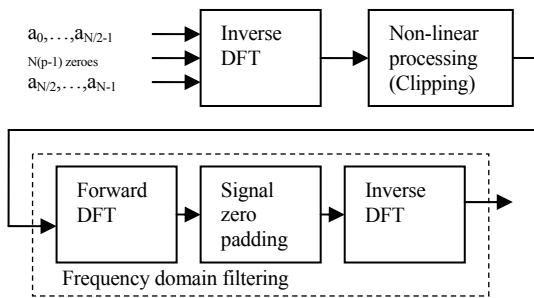 a0,…,aN/2-1
N(p-1) zeroes
aN/2,…,aN-1
Inverse
DFT
Non-linear
processing
(Clipping)
Forward
DFT
Signal
zero
padding
Inverse
DFT
Frequency domain filtering